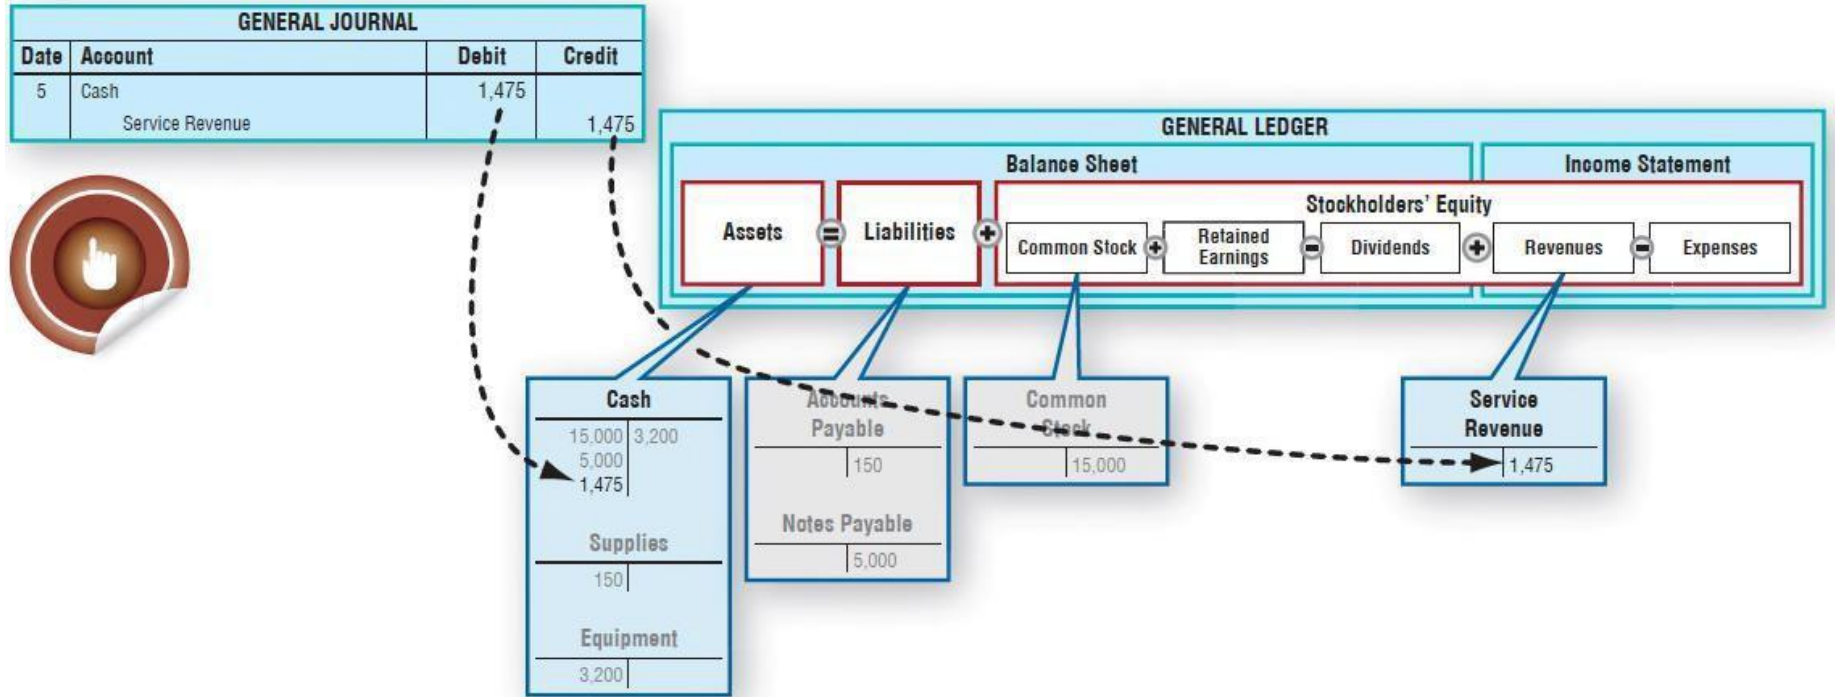 GENERAL JOURNAL
Date Account Debit Credit
5 Cash 1,475
Service Revenue 1,475
GENERAL LEDGER
Balance Sheet Income Statement
Stockholders' Equity
Assets = Liabilities + Common Stock + Retained Earnings − Dividends + Revenues − Expenses
Cash
15,000 3,200
5,000
1,475
Supplies
150
Equipment
3,200
Accounts
Payable
150
Notes Payable
5,000
Common
Stock
15,000
Service
Revenue
1,475